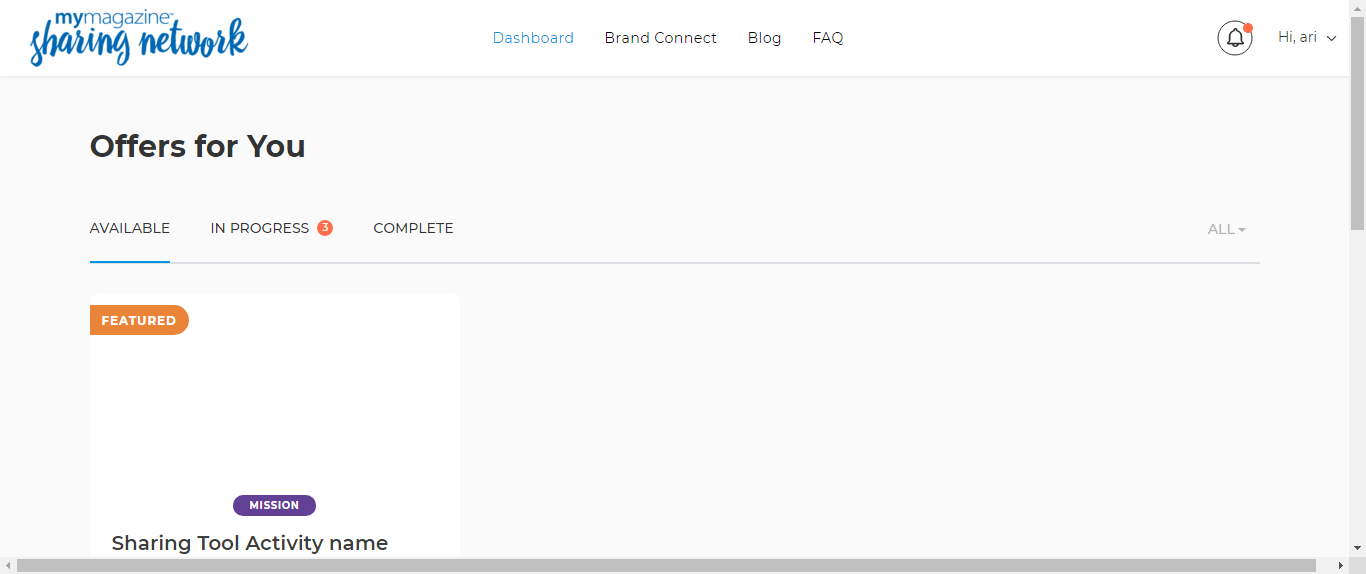 mymagazine™
sharing network
Dashboard Brand Connect Blog FAQ
Hi, ari
Offers for You
AVAILABLE IN PROGRESS 3 COMPLETE ALL
FEATURED
MISSION
Sharing Tool Activity name